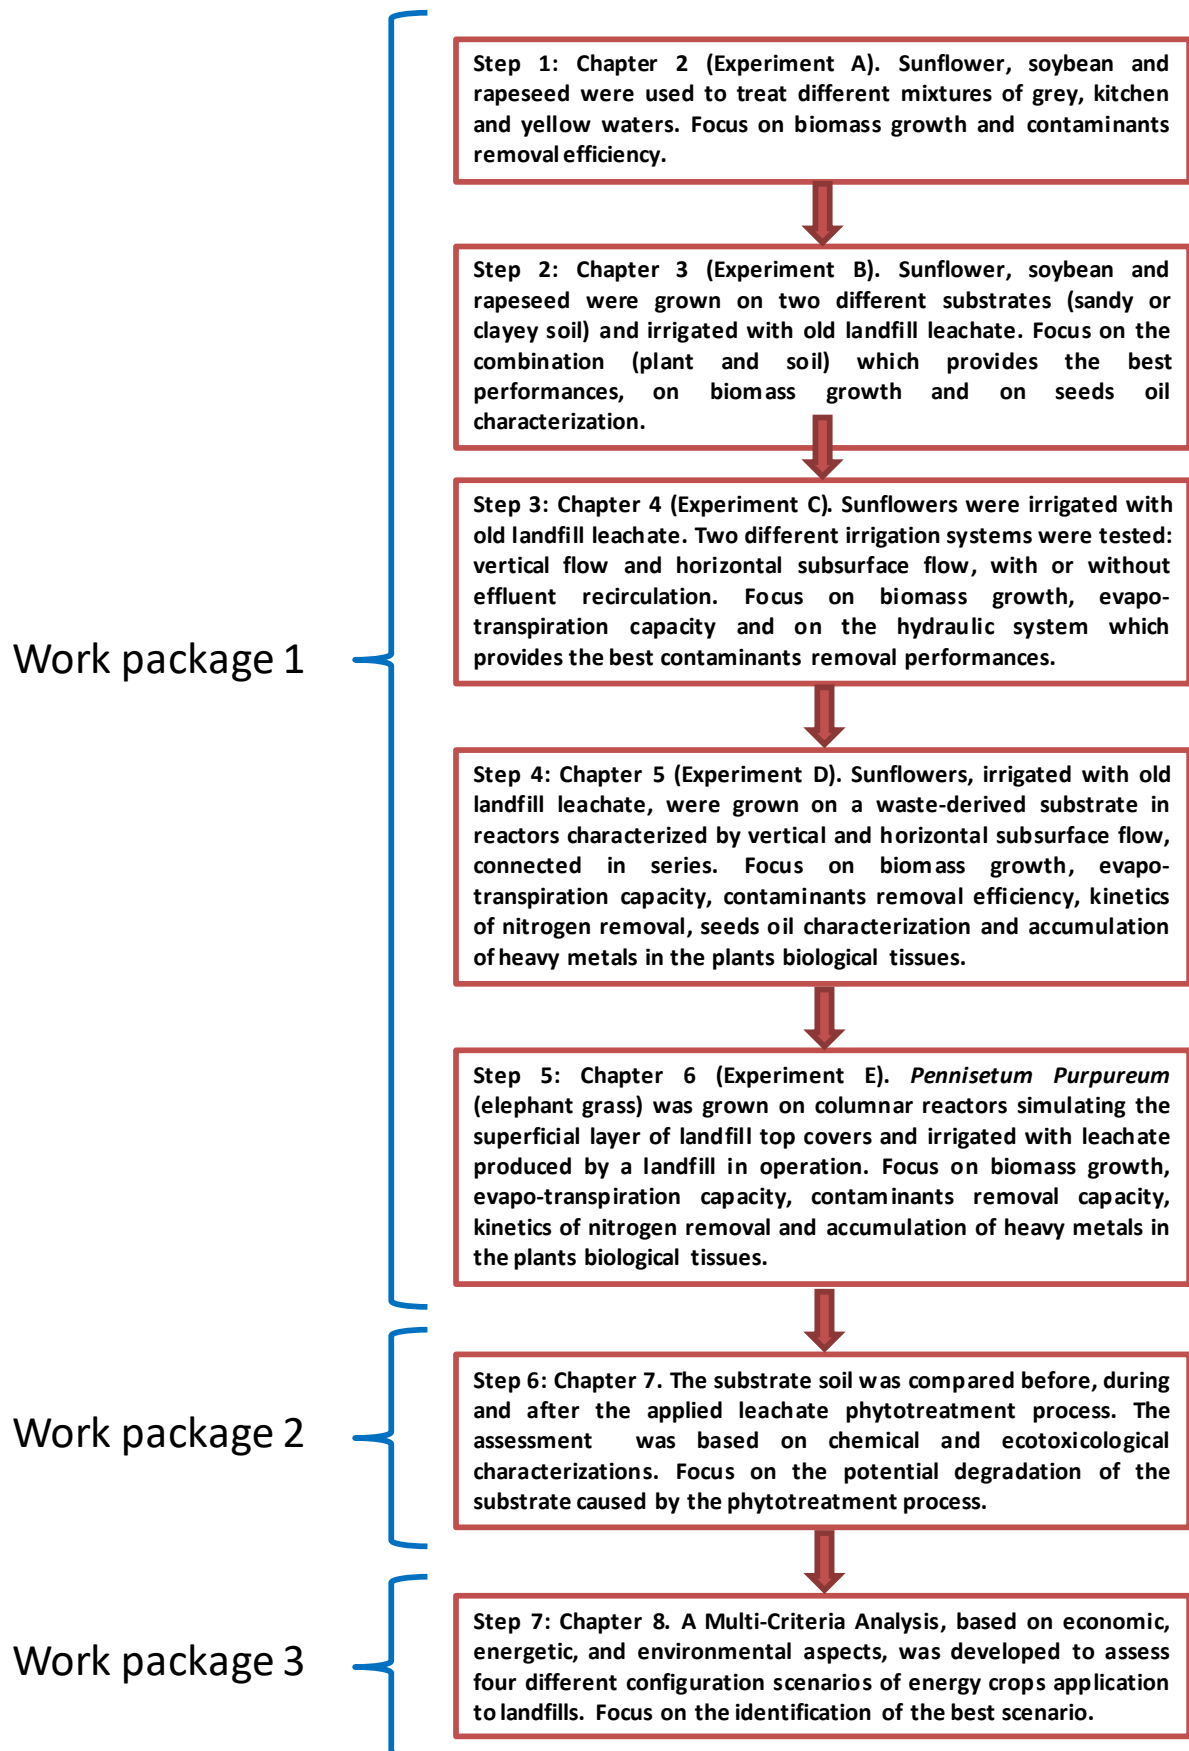 Step 1: Chapter 2 (Experiment A). Sunflower, soybean and
rapeseed were used to treat different mixtures of grey, kitchen
and yellow waters. Focus on biomass growth and contaminants
removal efficiency.
Step 2: Chapter 3 (Experiment B). Sunflower, soybean and
rapeseed were grown on two different substrates (sandy or
clayey soil) and irrigated with old landfill leachate. Focus on the
combination (plant and soil) which provides the best
performances, on biomass growth and on seeds oil
characterization.
Step 3: Chapter 4 (Experiment C). Sunflowers were irrigated with
old landfill leachate. Two different irrigation systems were tested:
vertical flow and horizontal subsurface flow, with or without
effluent recirculation. Focus on biomass growth, evapo-
transpiration capacity and on the hydraulic system which
provides the best contaminants removal performances.
Work package 1
Step 4: Chapter 5 (Experiment D). Sunflowers, irrigated with old
landfill leachate, were grown on a waste-derived substrate in
reactors characterized by vertical and horizontal subsurface flow,
connected in series. Focus on biomass growth, evapo-
transpiration capacity, contaminants removal efficiency, kinetics
of nitrogen removal, seeds oil characterization and accumulation
of heavy metals in the plants biological tissues.
Step 5: Chapter 6 (Experiment E). Pennisetum Purpureum
(elephant grass) was grown on columnar reactors simulating the
superficial layer of landfill top covers and irrigated with leachate
produced by a landfill in operation. Focus on biomass growth,
evapo-transpiration capacity, contaminants removal capacity,
kinetics of nitrogen removal and accumulation of heavy metals in
the plants biological tissues.
Work package 2
Step 6: Chapter 7. The substrate soil was compared before, during
and after the applied leachate phytotreatment process. The
assessment was based on chemical and ecotoxicological
characterizations. Focus on the potential degradation of the
substrate caused by the phytotreatment process.
Work package 3
Step 7: Chapter 8. A Multi-Criteria Analysis, based on economic,
energetic, and environmental aspects, was developed to assess
four different configuration scenarios of energy crops application
to landfills. Focus on the identification of the best scenario.